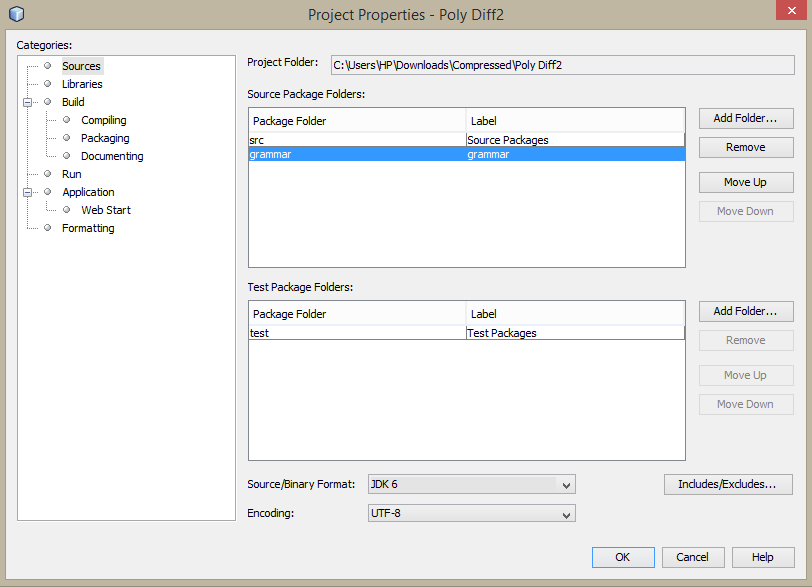 Project Properties - Poly Diff2
Categories:
Sources
Libraries
Build
Compiling
Packaging
Documenting
Run
Application
Web Start
Formatting
Project Folder: C:\Users\HP\Downloads\Compressed\Poly Diff2
Source Package Folders:
Package Folder Label
src Source Packages
grammar grammar
Add Folder...
Remove
Move Up
Move Down
Test Package Folders:
Package Folder Label
test Test Packages
Add Folder...
Remove
Move Up
Move Down
Source/Binary Format: JDK 6 Includes/Excludes...
Encoding: UTF-8
OK Cancel Help